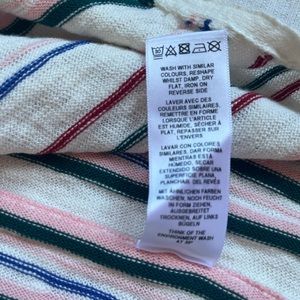 WASH WITH SIMILAR
COLOURS, RESHAPE
WHILST DAMP, DRY
FLAT, IRON ON
REVERSE SIDE
LAVER AVEC DES
COULEURS SIMILAIRES,
REMETTRE EN FORME
LORSQUE L'ARTICLE
EST HUMIDE, SÉCHER À
PLAT, REPASSER SUR
L'ENVERS
LAVAR CON COLORES
SIMILARES, DAR FORMA
MIENTRAS ESTÁ
HÚMEDO, SECAR
EXTENDIDO SOBRE UNA
SUPERFICIE PLANA,
PLANCHAR DEL REVÉS
MIT ÄHNLICHEN FARBEN
WASCHEN, NOCH FEUCHT
IN FORM ZIEHEN,
AUSGEBREITET
TROCKNEN, AUF LINKS
BÜGELN
THINK OF THE
ENVIRONMENT WASH
AT 30°